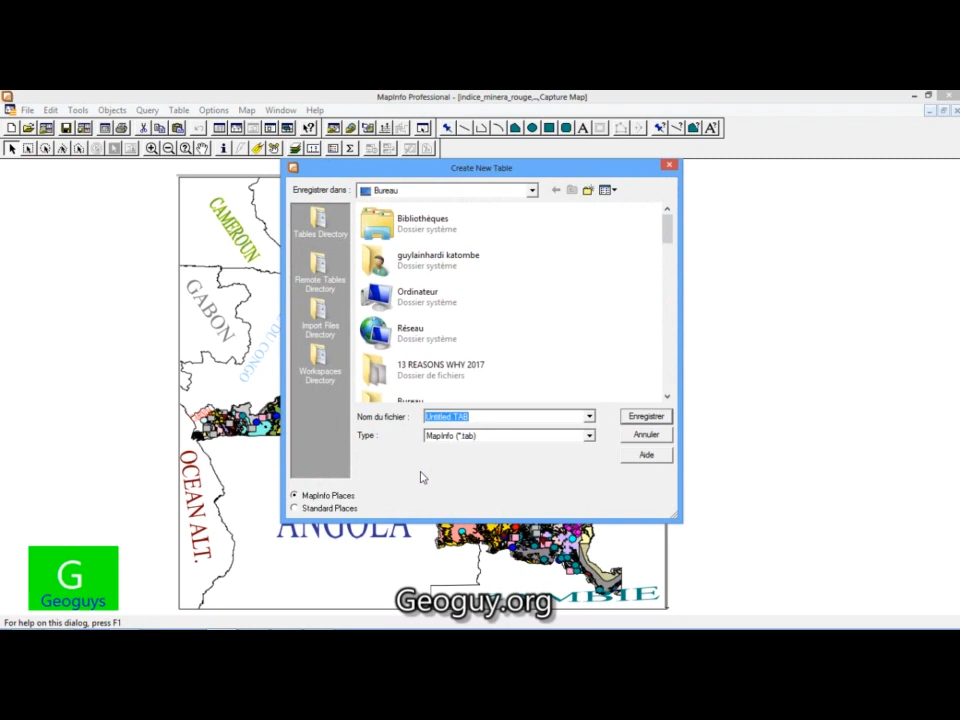 MapInfo Professional - [indice_minera_rouge,...,Capture Map]
File Edit Tools Objects Query Table Options Map Window Help
Create New Table
Enregistrer dans : Bureau
Tables Directory
Remote Tables Directory
Import Files Directory
Workspaces Directory
Bibliothèques
Dossier système
guylainhardi katombe
Dossier système
Ordinateur
Dossier système
Réseau
Dossier système
13 REASONS WHY 2017
Dossier de fichiers
Bureau
Nom du fichier : Untitled.TAB Enregistrer
Type : MapInfo (*.tab) Annuler
Aide
MapInfo Places
Standard Places
CAMEROUN
GABON
DU CONGO
OCEAN ALT.
ANGOLA
MBIE
G
Geoguys
Geoguy.org
For help on this dialog, press F1